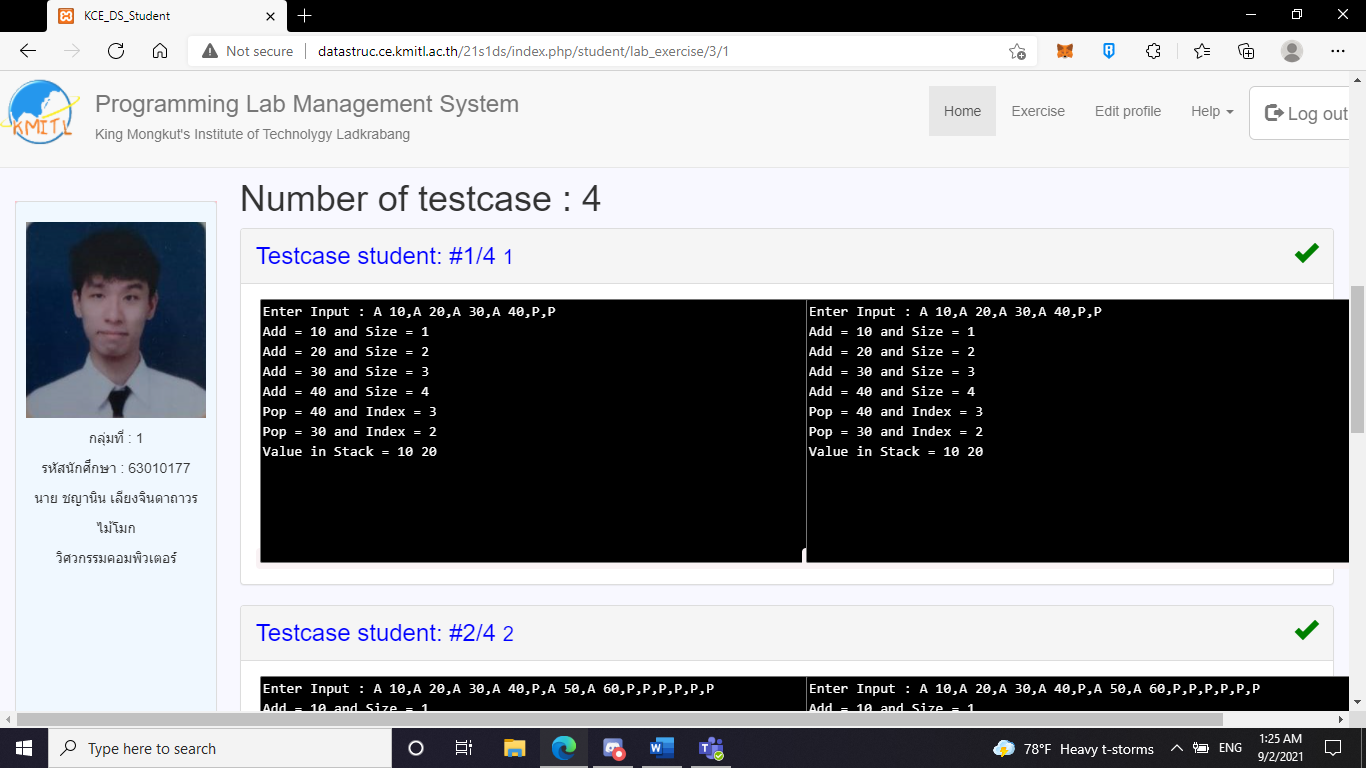 KCE_DS_Student
Not secure
datastruc.ce.kmitl.ac.th/21s1ds/index.php/student/lab_exercise/3/1
KMITL
Programming Lab Management System
King Mongkut's Institute of Technolygy Ladkrabang
Home
Exercise
Edit profile
Help
Log out
กลุ่มที่ : 1
รหัสนักศึกษา : 63010177
นาย ชญานิน เลียงจินดาถาวร
ไม้โมก
วิศวกรรมคอมพิวเตอร์
Number of testcase : 4
Testcase student: #1/4 1
Enter Input : A 10,A 20,A 30,A 40,P,P
Add = 10 and Size = 1
Add = 20 and Size = 2
Add = 30 and Size = 3
Add = 40 and Size = 4
Pop = 40 and Index = 3
Pop = 30 and Index = 2
Value in Stack = 10 20
Enter Input : A 10,A 20,A 30,A 40,P,P
Add = 10 and Size = 1
Add = 20 and Size = 2
Add = 30 and Size = 3
Add = 40 and Size = 4
Pop = 40 and Index = 3
Pop = 30 and Index = 2
Value in Stack = 10 20
Testcase student: #2/4 2
Enter Input : A 10,A 20,A 30,A 40,P,A 50,A 60,P,P,P,P,P,P
Add = 10 and Size = 1
Enter Input : A 10,A 20,A 30,A 40,P,A 50,A 60,P,P,P,P,P,P
Add = 10 and Size = 1
Type here to search
78°F Heavy t-storms
ENG
1:25 AM
9/2/2021